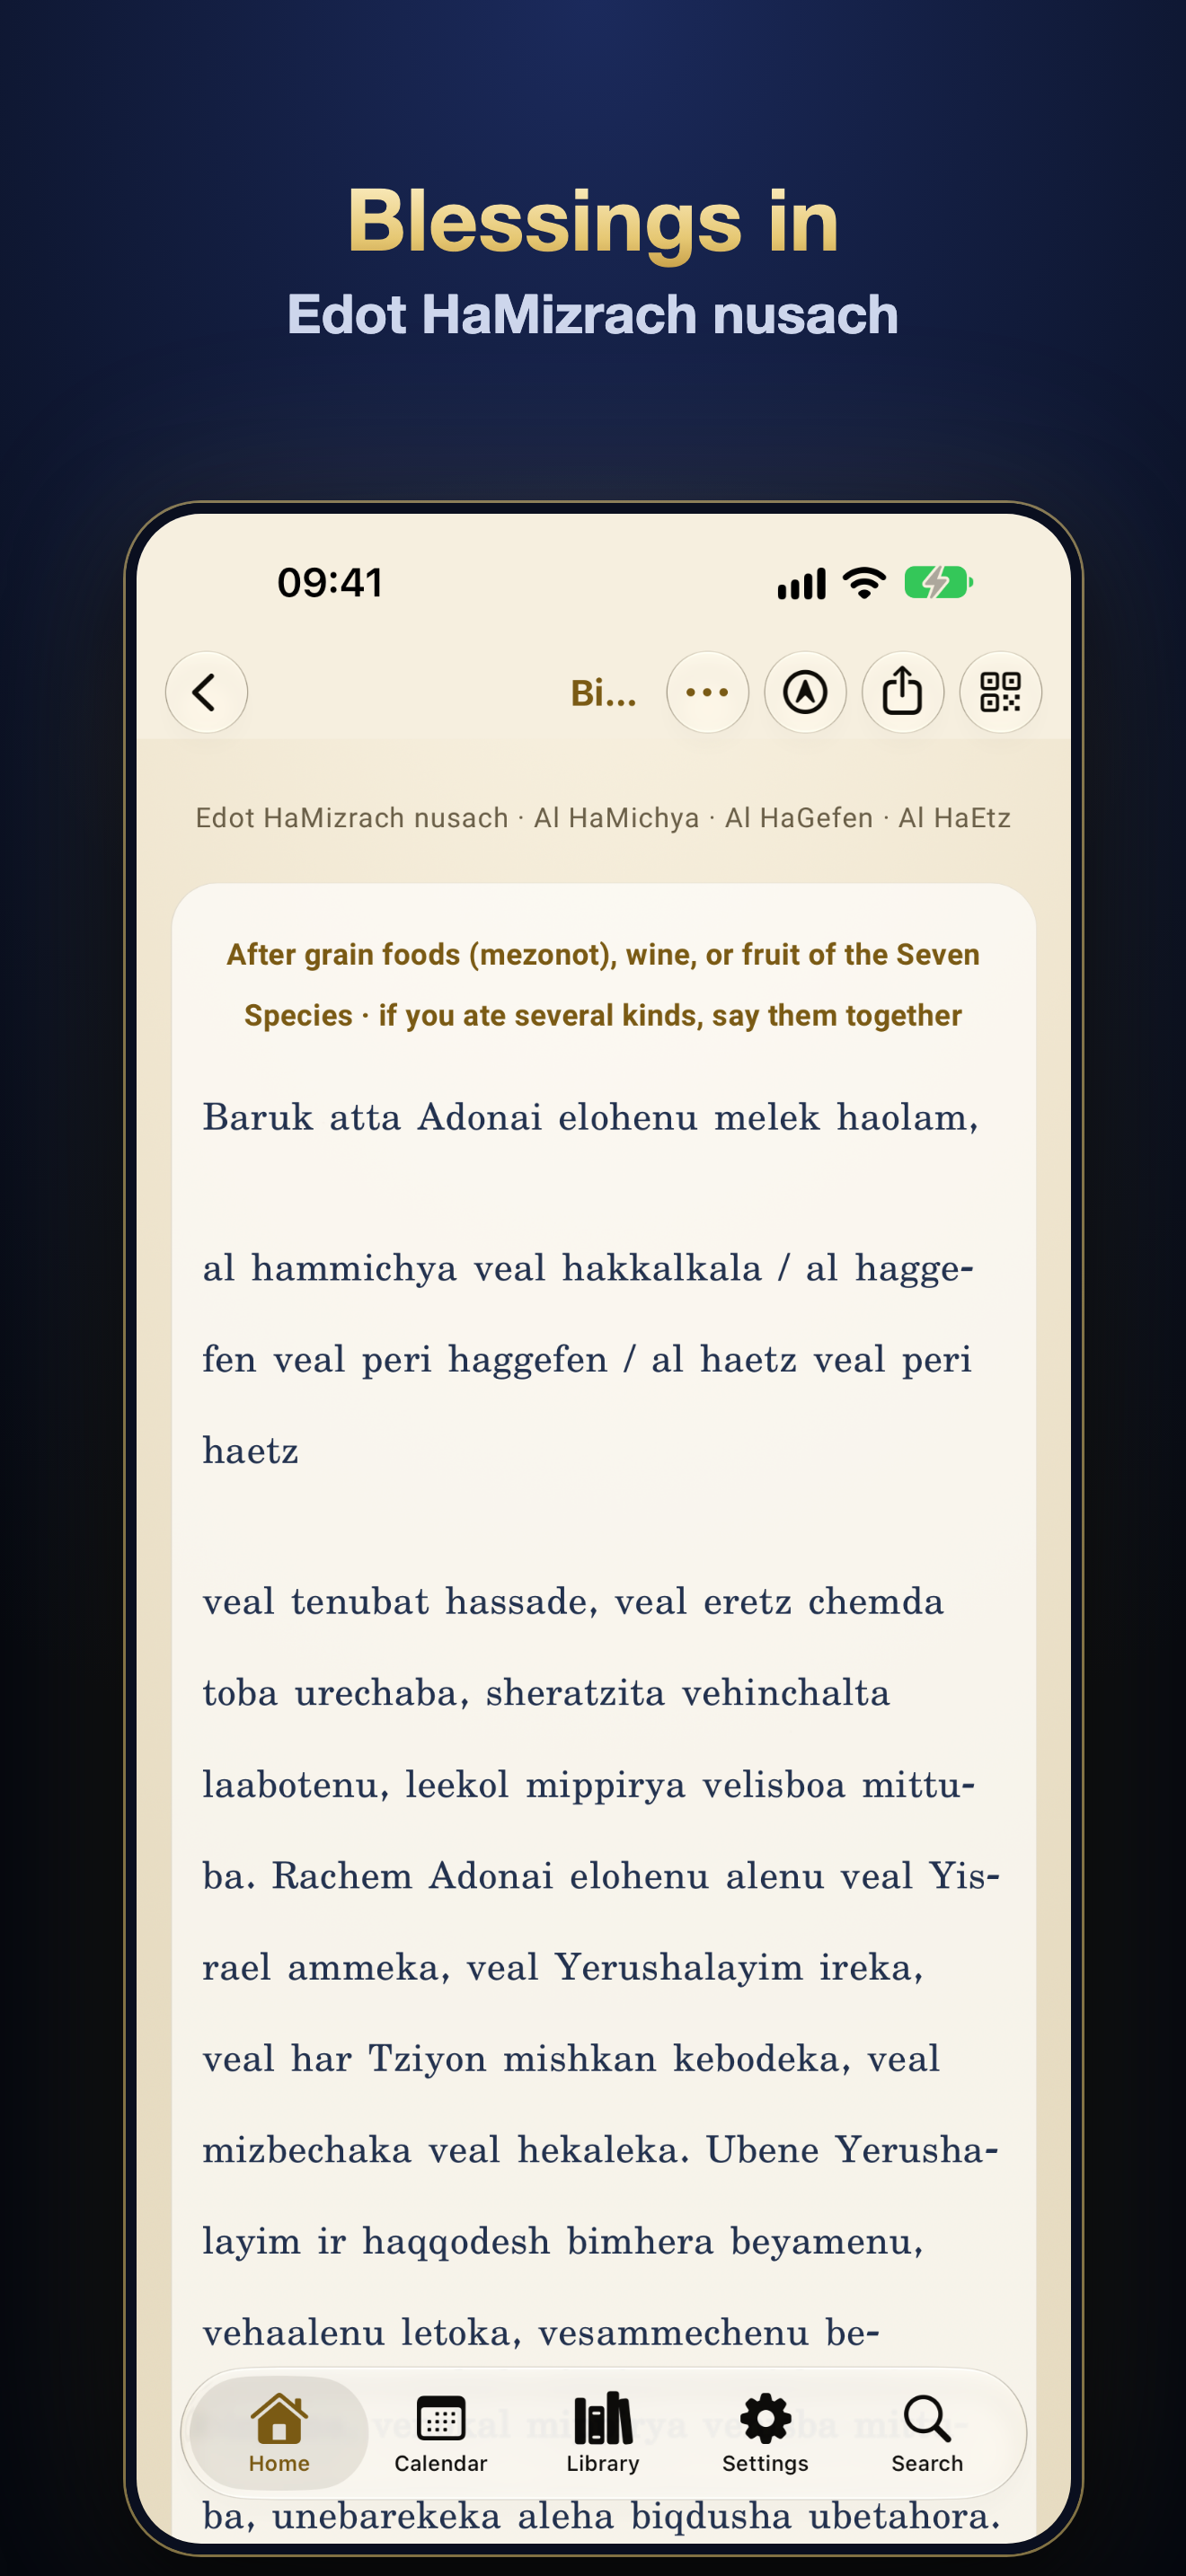 Blessings in
Edot HaMizrach nusach
09:41
Bi...
Edot HaMizrach nusach · Al HaMichya · Al HaGefen · Al HaEtz
After grain foods (mezonot), wine, or fruit of the Seven
Species · if you ate several kinds, say them together
Baruk atta Adonai elohenu melek haolam,
al hammichya veal hakkalkala / al hagge-
fen veal peri haggefen / al haetz veal peri
haetz
veal tenubat hassade, veal eretz chemda
toba urechaba, sheratzita vehinchalta
laabotenu, leekol mippirya velisboa mittu-
ba. Rachem Adonai elohenu alenu veal Yis-
rael ammeka, veal Yerushalayim ireka,
veal har Tziyon mishkan kebodeka, veal
mizbechaka veal hekaleka. Ubene Yerusha-
layim ir haqqodesh bimhera beyamenu,
vehaalenu letoka, vesammechenu be-
Home
Calendar
Library
Settings
Search
ba, unebarekeka aleha biqdusha ubetahora.